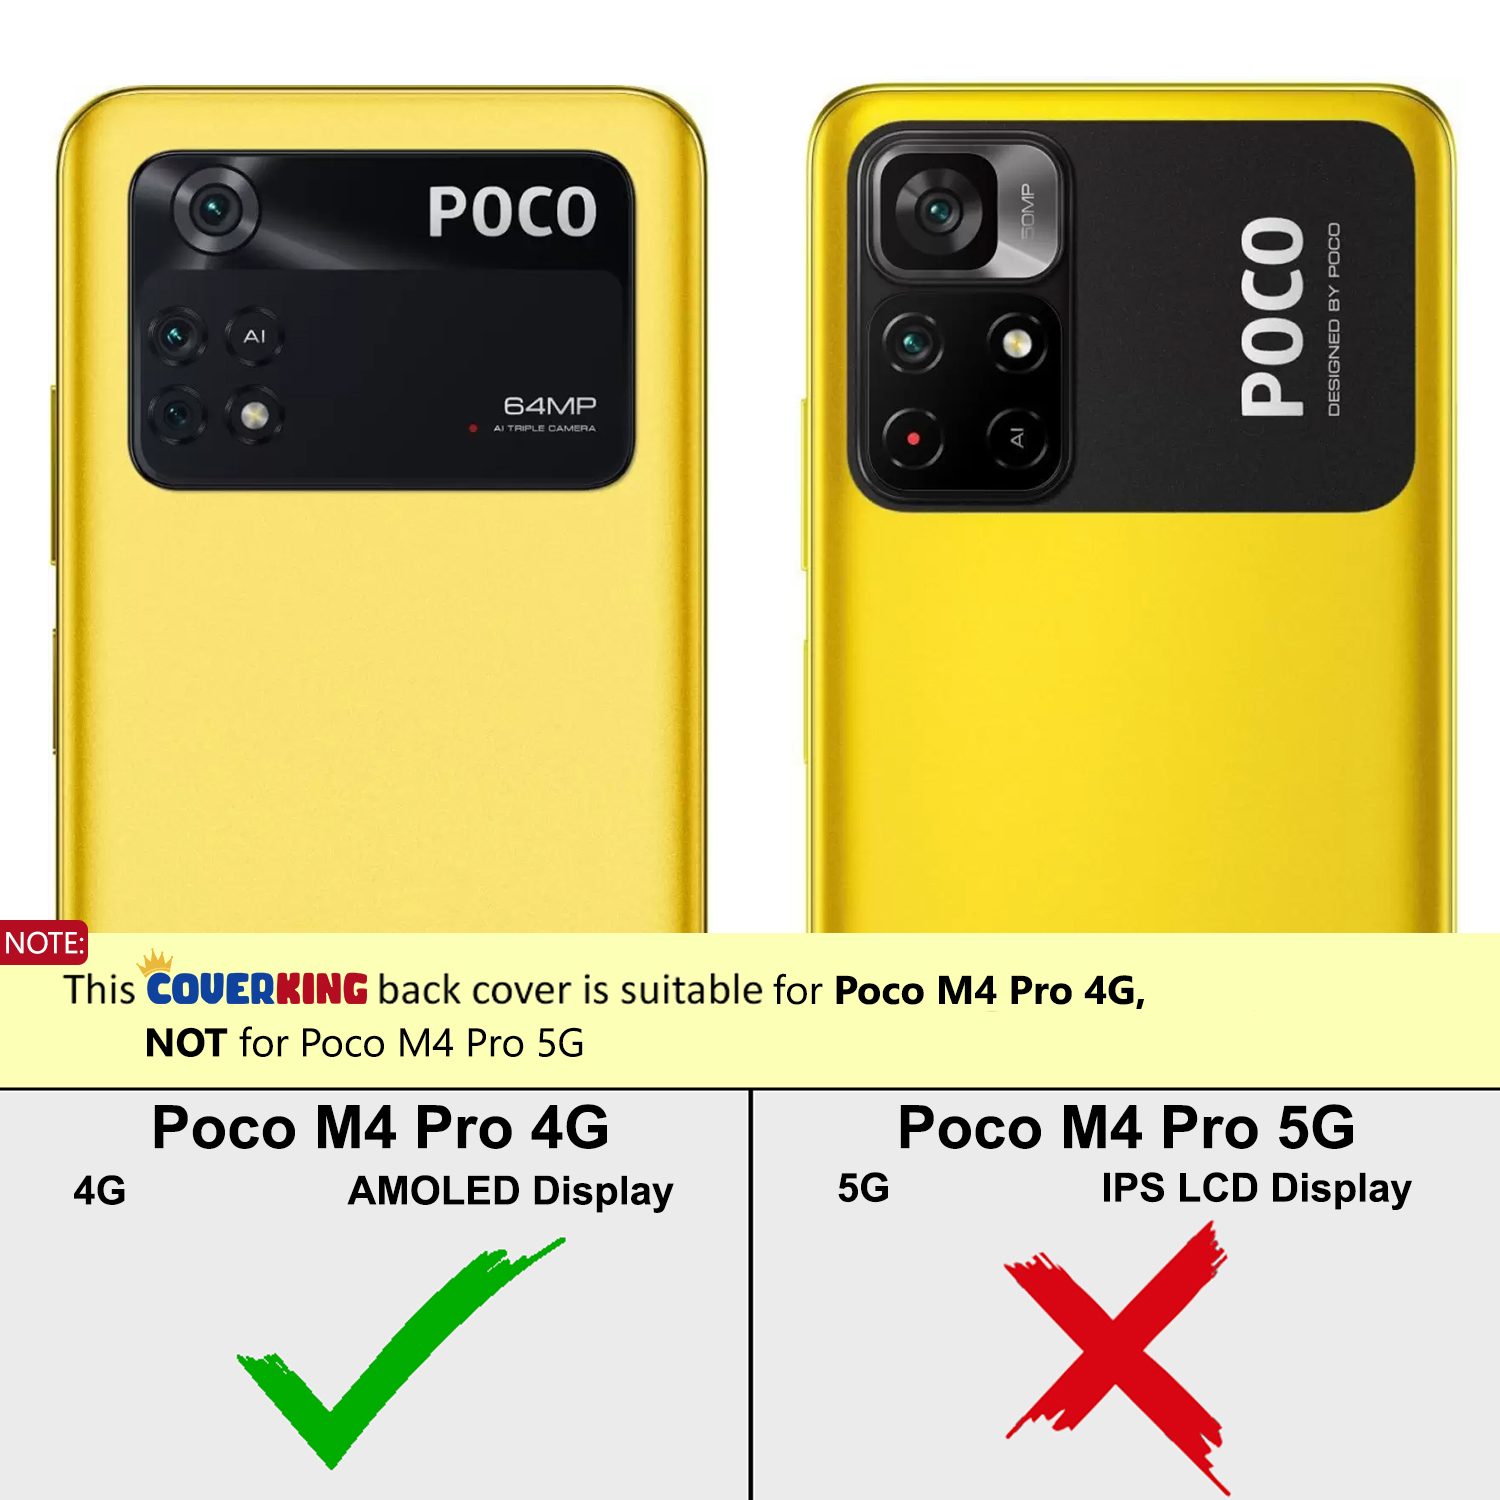 POCO
AI
64MP
AI TRIPLE CAMERA
50MP
AI
POCO
DESIGNED BY POCO
NOTE:
This COVERKING back cover is suitable for Poco M4 Pro 4G,
NOT for Poco M4 Pro 5G
Poco M4 Pro 4G
4G AMOLED Display
Poco M4 Pro 5G
5G IPS LCD Display